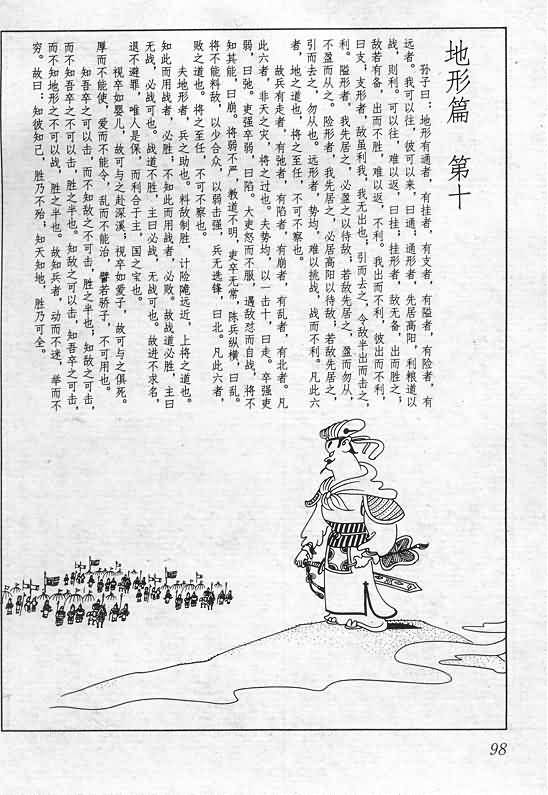 地形篇 第十
孙子曰：地形有通者，有挂者，有支者，有隘者，有险者，有
远者。我可以往，彼可以来，曰通，通形者，先居高阳，利粮道以
战，则利。可以往，难以返，曰挂，挂形者，敌无备，出而胜之；
敌若有备，出而不胜，难以返，不利。我出而不利，彼出而不利，
曰支；支形者，敌虽利我，我无出也，引而去之，令敌半出而击之，
利。隘形者，我先居之，必盈之以待敌；若敌先居之，盈而勿从，
不盈而从之。险形者，我先居之，必居高阳以待敌；若敌先居之，
引而去之，勿从也。远形者，势均，难以挑战，战而不利。凡此六
者，地之道也，将之至任，不可不察也。
故兵有走者，有弛者，有陷者，有崩者，有乱者，有北者。凡
此六者，非天之灾，将之过也。夫势均，以一击十，曰走。卒强吏
弱，曰弛。吏强卒弱，曰陷。大吏怒而不服，遇敌怼而自战，将不
知其能，曰崩。将弱不严，教道不明，吏卒无常，陈兵纵横，曰乱。
将不能料敌，以少合众，以弱击强，兵无选锋，曰北。凡此六者，
败之道也，将之至任，不可不察也。
夫地形者，兵之助也。料敌制胜，计险阸远近，上将之道也。
知此而用战者，必胜；不知此而用战者，必败。故战道必胜，主曰
无战，必战可也。战道不胜，主曰必战，无战可也。故进不求名，
退不避罪，唯人是保，而利合于主，国之宝也。
视卒如婴儿，故可与之赴深溪；视卒如爱子，故可与之俱死。
厚而不能使，爱而不能令，乱而不能治，譬若骄子，不可用也。
知吾卒之可以击，而不知敌之不可击，胜之半也；知敌之可击，
而不知吾卒之不可以击，胜之半也。知敌之可以击，知吾卒之可击，
而不知地形之不可以战，胜之半也。故知兵者，动而不迷，举而不
穷。故曰，知彼知己，胜乃不殆；知天知地，胜乃可全。
98